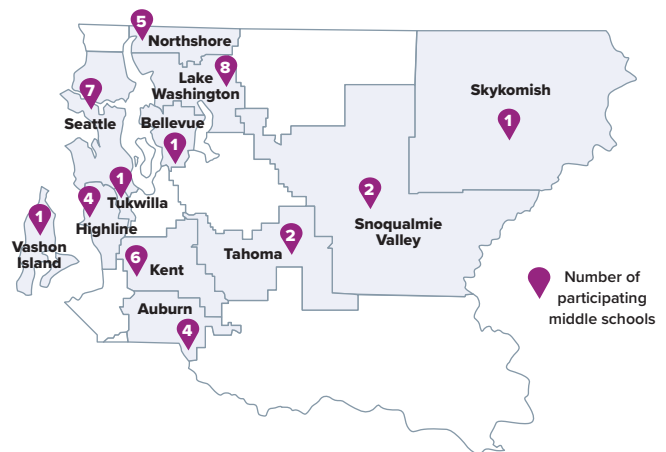 5
Northshore
8
Lake
Washington
7
Seattle
Bellevue
1
Skykomish
1
1
Tukwilla
4
Highline
2
Snoqualmie
Valley
1
Vashon
Island
2
Tahoma
6
Kent
Auburn
4
Number of
participating
middle schools